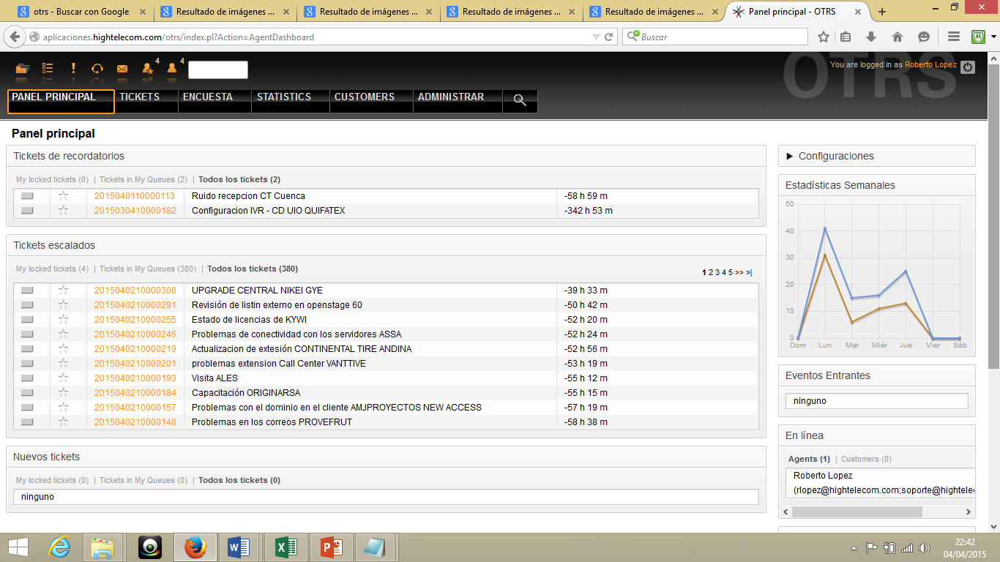 otrs - Buscar con Google
Resultado de imágenes ...
Resultado de imágenes ...
Resultado de imágenes ...
Resultado de imágenes ...
Panel principal - OTRS
aplicaciones.hightelecom.com/otrs/index.pl?Action=AgentDashboard
Buscar
4
4
OTRS
You are logged in as Roberto Lopez
PANEL PRINCIPAL
TICKETS
ENCUESTA
STATISTICS
CUSTOMERS
ADMINISTRAR
Panel principal
Tickets de recordatorios
My locked tickets (0) | Tickets in My Queues (2) | Todos los tickets (2)
2015040110000113 Ruido recepcion CT Cuenca -58 h 59 m
2015030410000182 Configuracion IVR - CD UIO QUIFATEX -342 h 53 m
Tickets escalados
My locked tickets (4) | Tickets in My Queues (380) | Todos los tickets (380)
1 2 3 4 5 >> >|
2015040210000308 UPGRADE CENTRAL NIKEI GYE -39 h 33 m
2015040210000291 Revisión de listin externo en openstage 60 -50 h 42 m
2015040210000255 Estado de licencias de KYWI -52 h 20 m
2015040210000246 Problemas de conectividad con los servidores ASSA -52 h 24 m
2015040210000219 Actualizacion de extesión CONTINENTAL TIRE ANDINA -52 h 56 m
2015040210000201 problemas extension Call Center VANTTIVE -53 h 19 m
2015040210000193 Visita ALES -55 h 12 m
2015040210000184 Capacitación ORIGINARSA -55 h 15 m
2015040210000157 Problemas con el dominio en el cliente AMJPROYECTOS NEW ACCESS -57 h 19 m
2015040210000148 Problemas en los correos PROVEFRUT -58 h 38 m
Nuevos tickets
My locked tickets (0) | Tickets in My Queues (0) | Todos los tickets (0)
ninguno
Configuraciones
Estadísticas Semanales
50
40
30
20
10
0
Dom Lun Mar Miér Jue Vier Sáb
Eventos Entrantes
ninguno
En línea
Agents (1) | Customers (0)
Roberto Lopez
(rlopez@hightelecom.com;soporte@hightelec
22:42
04/04/2015